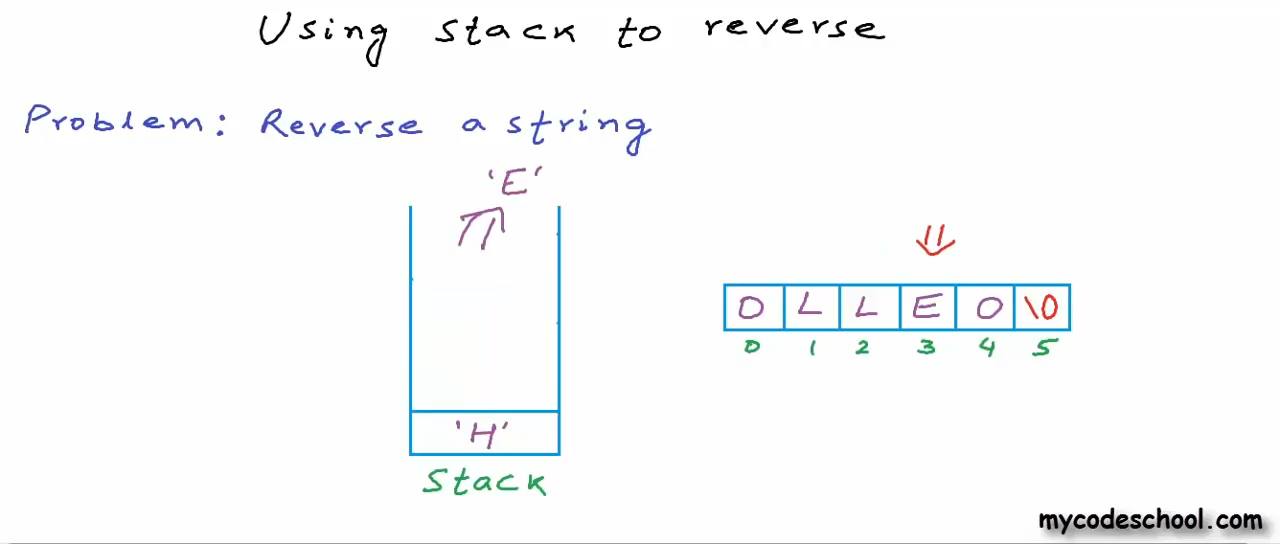 Using stack to reverse
Problem: Reverse a string
'E'
O L L E O \0
0 1 2 3 4 5
'H'
Stack
mycodeschool.com